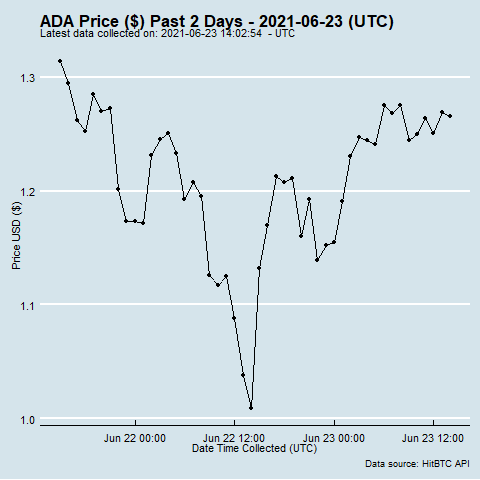 ADA Price ($) Past 2 Days - 2021-06-23 (UTC)
Latest data collected on: 2021-06-23 14:02:54  - UTC
1.3
1.2
1.1
1.0
Price USD ($)
Jun 22 00:00
Jun 22 12:00
Jun 23 00:00
Jun 23 12:00
Date Time Collected (UTC)
Data source: HitBTC API